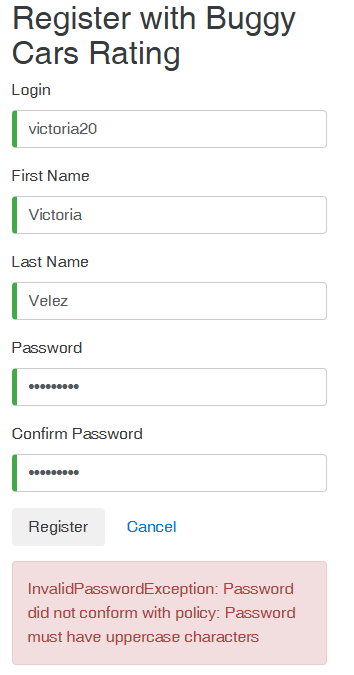 Register with Buggy
Cars Rating
Login
victoria20
First Name
Victoria
Last Name
Velez
Password
•••••••••
Confirm Password
•••••••••
Register Cancel
InvalidPasswordException: Password
did not conform with policy: Password
must have uppercase characters